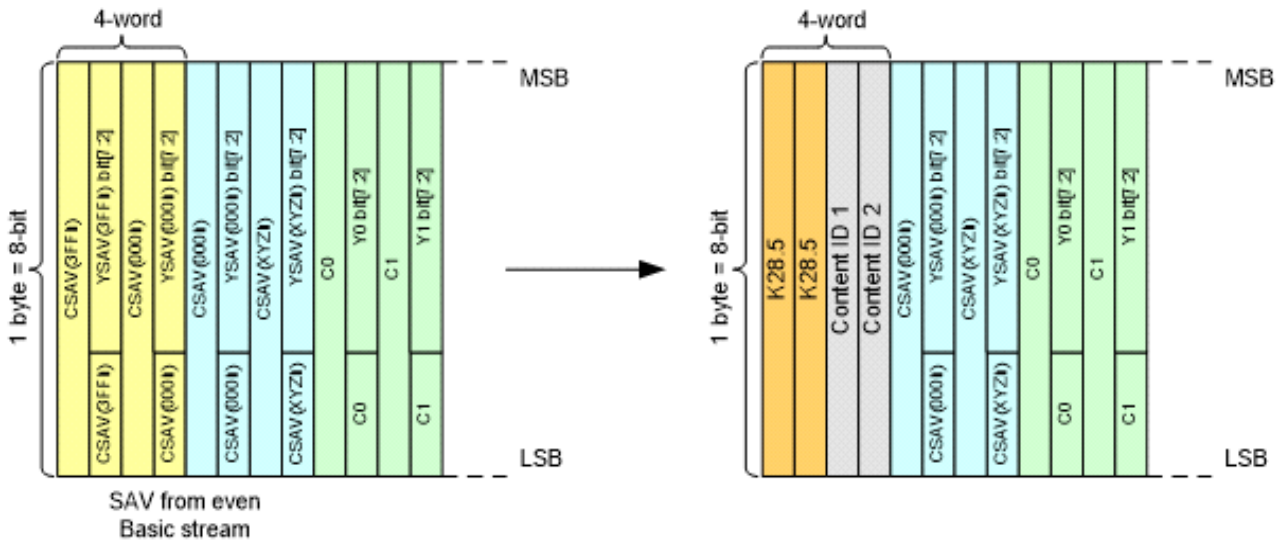 4-word
4-word
MSB
MSB
1 byte = 8-bit
CSAV(3FFh)
YSAV(3FFh) bit[7 2]
CSAV(3FFh)
CSAV(000h)
YSAV(000h) bit[7 2]
CSAV(000h)
CSAV(000h)
YSAV(000h) bit[7 2]
CSAV(000h)
CSAV(XYZh)
YSAV(XYZh) bit[7 2]
CSAV(XYZh)
C0
Y0 bit[7 2]
C0
C1
Y1 bit[7 2]
C1
1 byte = 8-bit
K28.5
K28.5
Content ID 1
Content ID 2
CSAV(000h)
YSAV(000h) bit[7 2]
CSAV(000h)
CSAV(XYZh)
YSAV(XYZh) bit[7 2]
CSAV(XYZh)
C0
Y0 bit[7 2]
C0
C1
Y1 bit[7 2]
C1
LSB
LSB
SAV from even
Basic stream